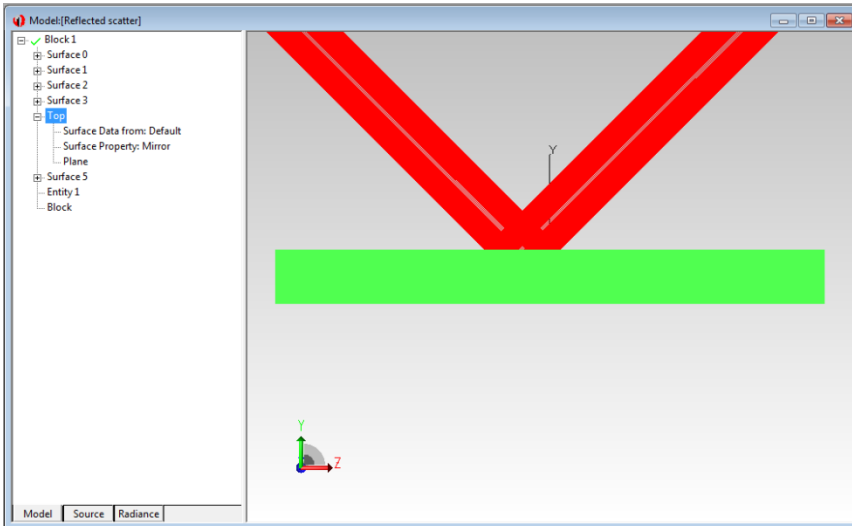 Model:[Reflected scatter]
Block 1
Surface 0
Surface 1
Surface 2
Surface 3
Top
Surface Data from: Default
Surface Property: Mirror
Plane
Surface 5
Entity 1
Block
Y
Y
Z
Model Source Radiance